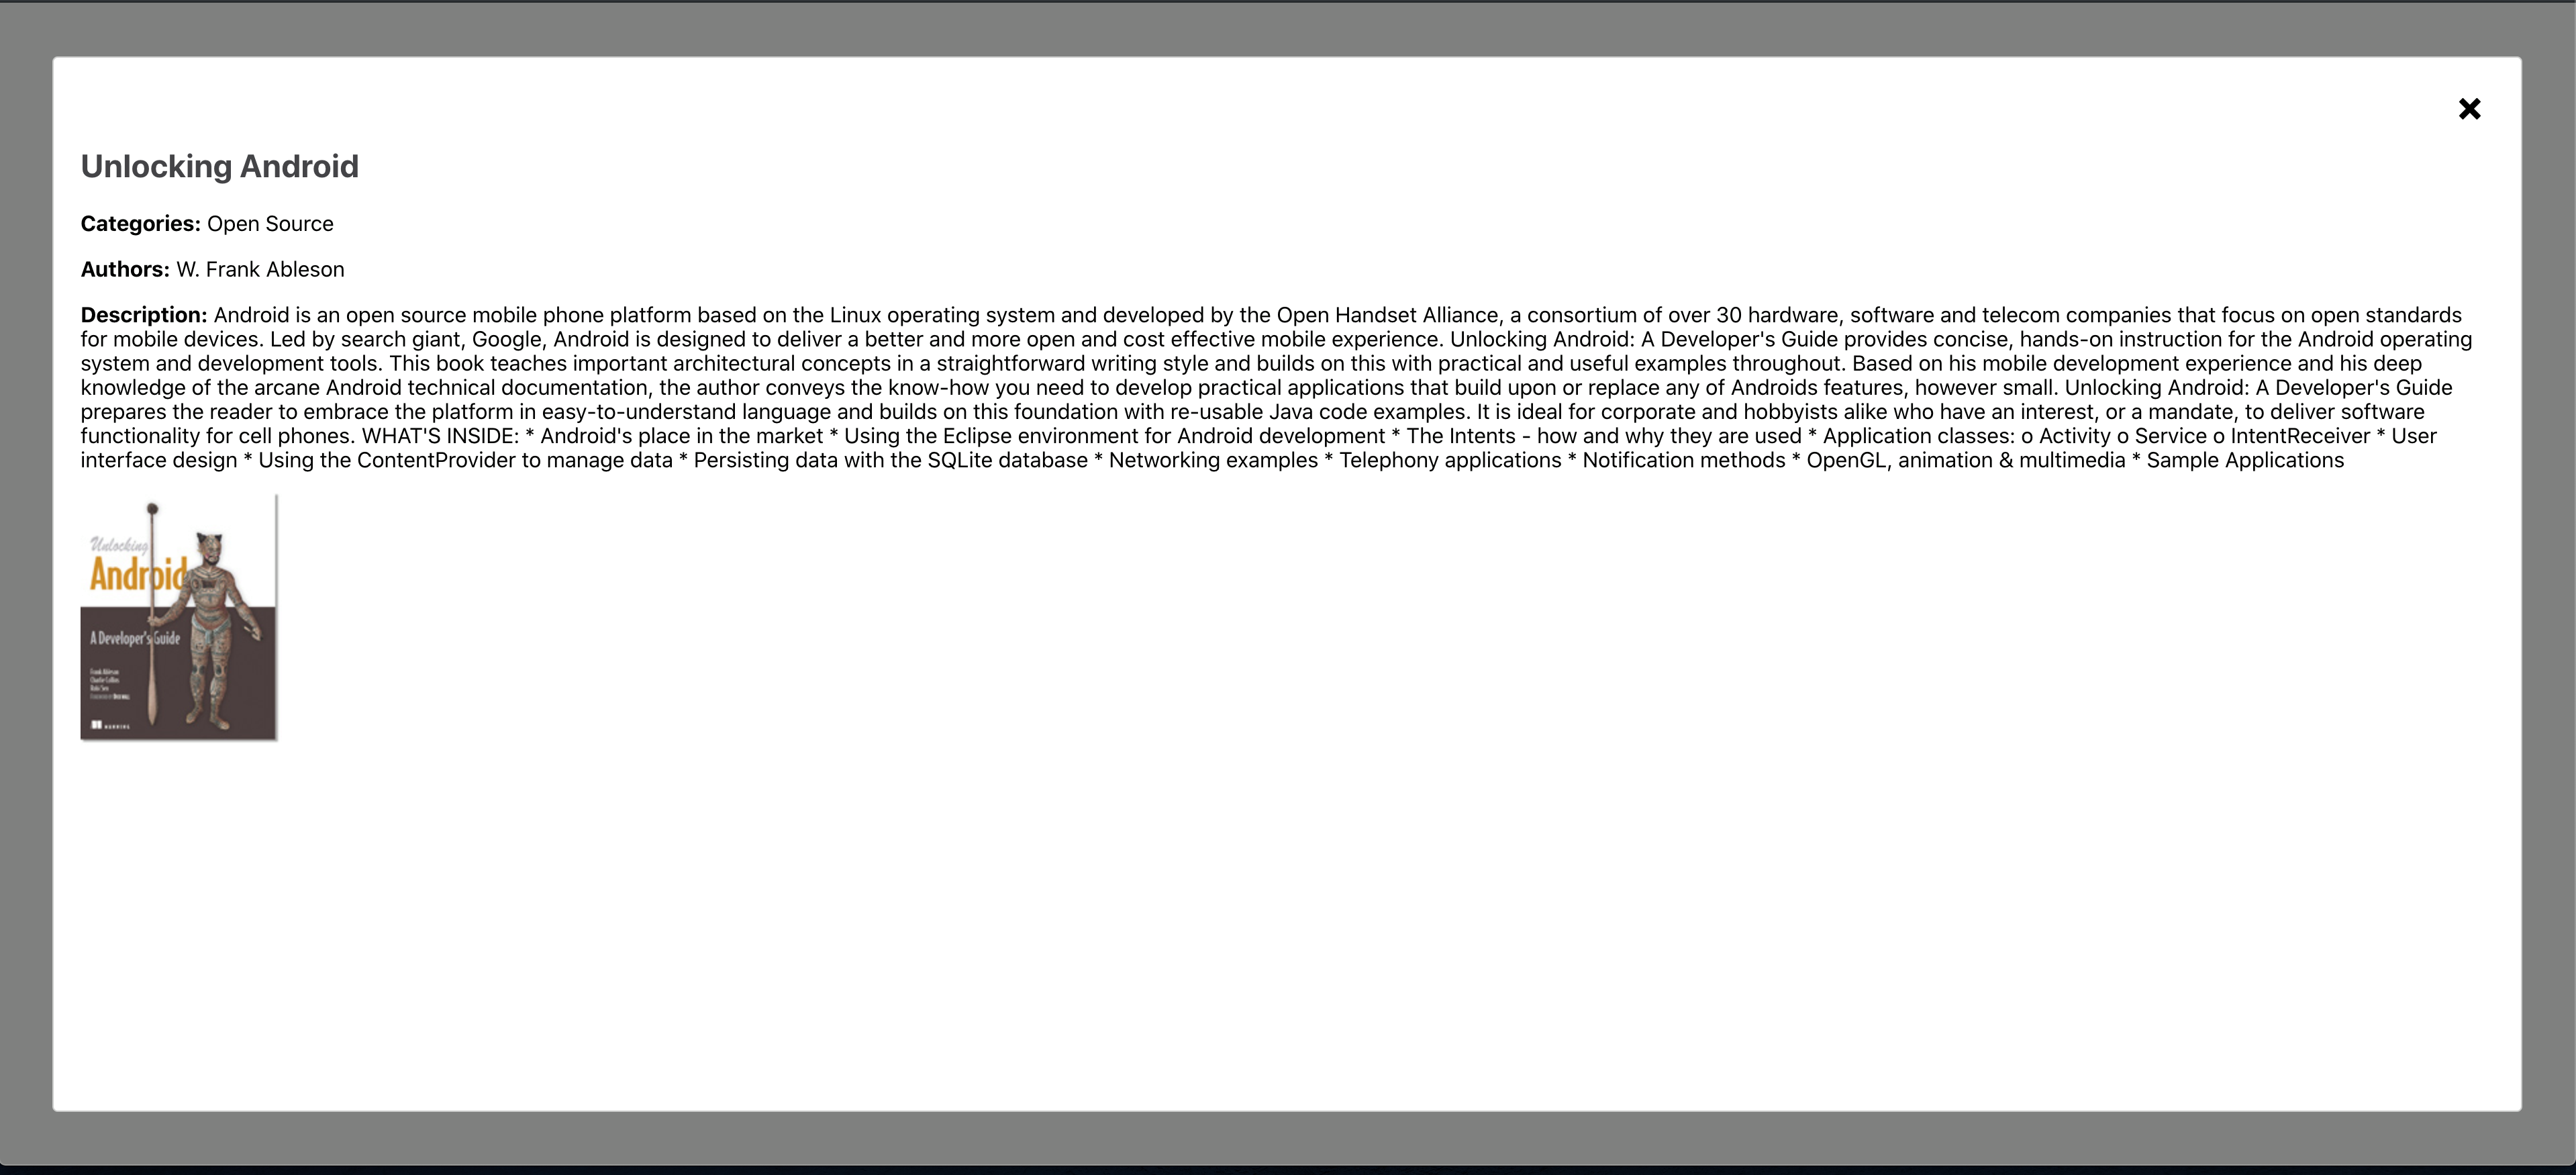 Unlocking Android
Categories: Open Source
Authors: W. Frank Ableson
Description: Android is an open source mobile phone platform based on the Linux operating system and developed by the Open Handset Alliance, a consortium of over 30 hardware, software and telecom companies that focus on open standards
for mobile devices. Led by search giant, Google, Android is designed to deliver a better and more open and cost effective mobile experience. Unlocking Android: A Developer's Guide provides concise, hands-on instruction for the Android operating
system and development tools. This book teaches important architectural concepts in a straightforward writing style and builds on this with practical and useful examples throughout. Based on his mobile development experience and his deep
knowledge of the arcane Android technical documentation, the author conveys the know-how you need to develop practical applications that build upon or replace any of Androids features, however small. Unlocking Android: A Developer's Guide
prepares the reader to embrace the platform in easy-to-understand language and builds on this foundation with re-usable Java code examples. It is ideal for corporate and hobbyists alike who have an interest, or a mandate, to deliver software
functionality for cell phones. WHAT'S INSIDE: * Android's place in the market * Using the Eclipse environment for Android development * The Intents - how and why they are used * Application classes: o Activity o Service o IntentReceiver * User
interface design * Using the ContentProvider to manage data * Persisting data with the SQLite database * Networking examples * Telephony applications * Notification methods * OpenGL, animation & multimedia * Sample Applications
Unlocking
Android
A Developer's Guide
Frank Ableson
Charlie Collins
Robi Sen
MANNING